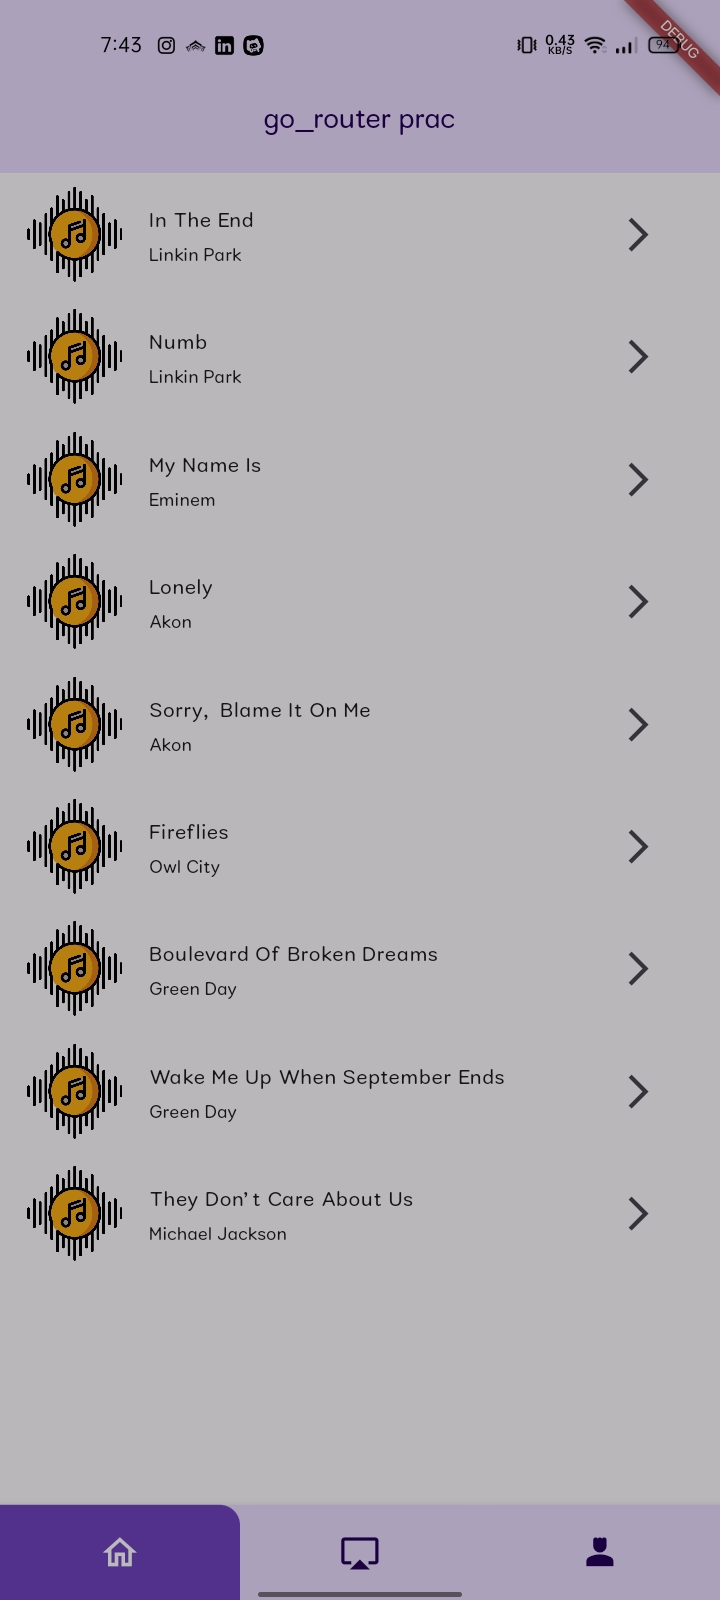 7:43
0.43
KB/S
94
DEBUG
go_router prac
In The End
Linkin Park
Numb
Linkin Park
My Name Is
Eminem
Lonely
Akon
Sorry, Blame It On Me
Akon
Fireflies
Owl City
Boulevard Of Broken Dreams
Green Day
Wake Me Up When September Ends
Green Day
They Don't Care About Us
Michael Jackson